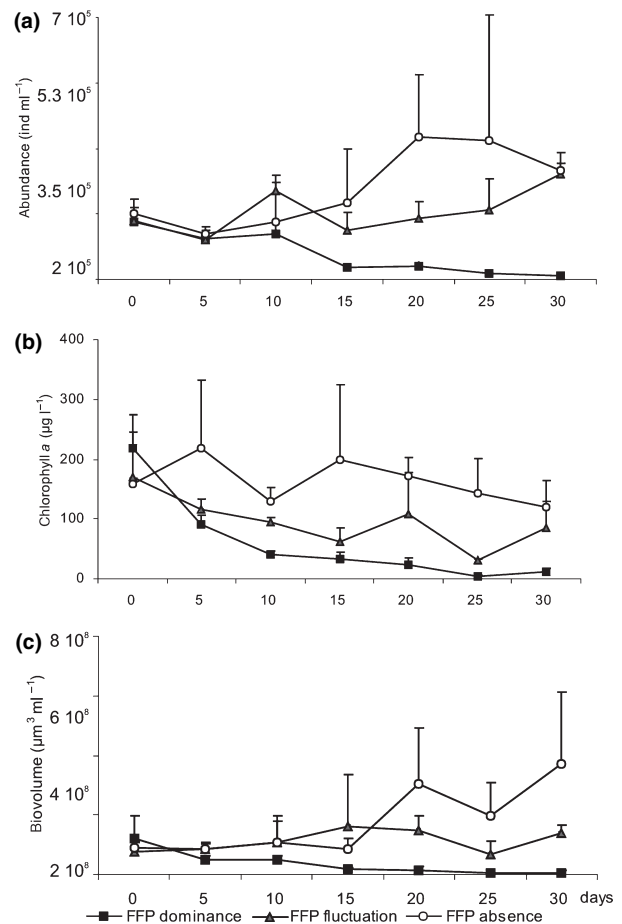 (a)
7 10⁵
5.3 10⁵
3.5 10⁵
2 10⁵
Abundance (ind ml⁻¹)
0 5 10 15 20 25 30
(b)
400
300
200
100
0
Chlorophyll a (µg l⁻¹)
0 5 10 15 20 25 30
(c)
8 10⁸
6 10⁸
4 10⁸
2 10⁸
Biovolume (µm³ ml⁻¹)
0 5 10 15 20 25 30 days
FFP dominance FFP fluctuation FFP absence